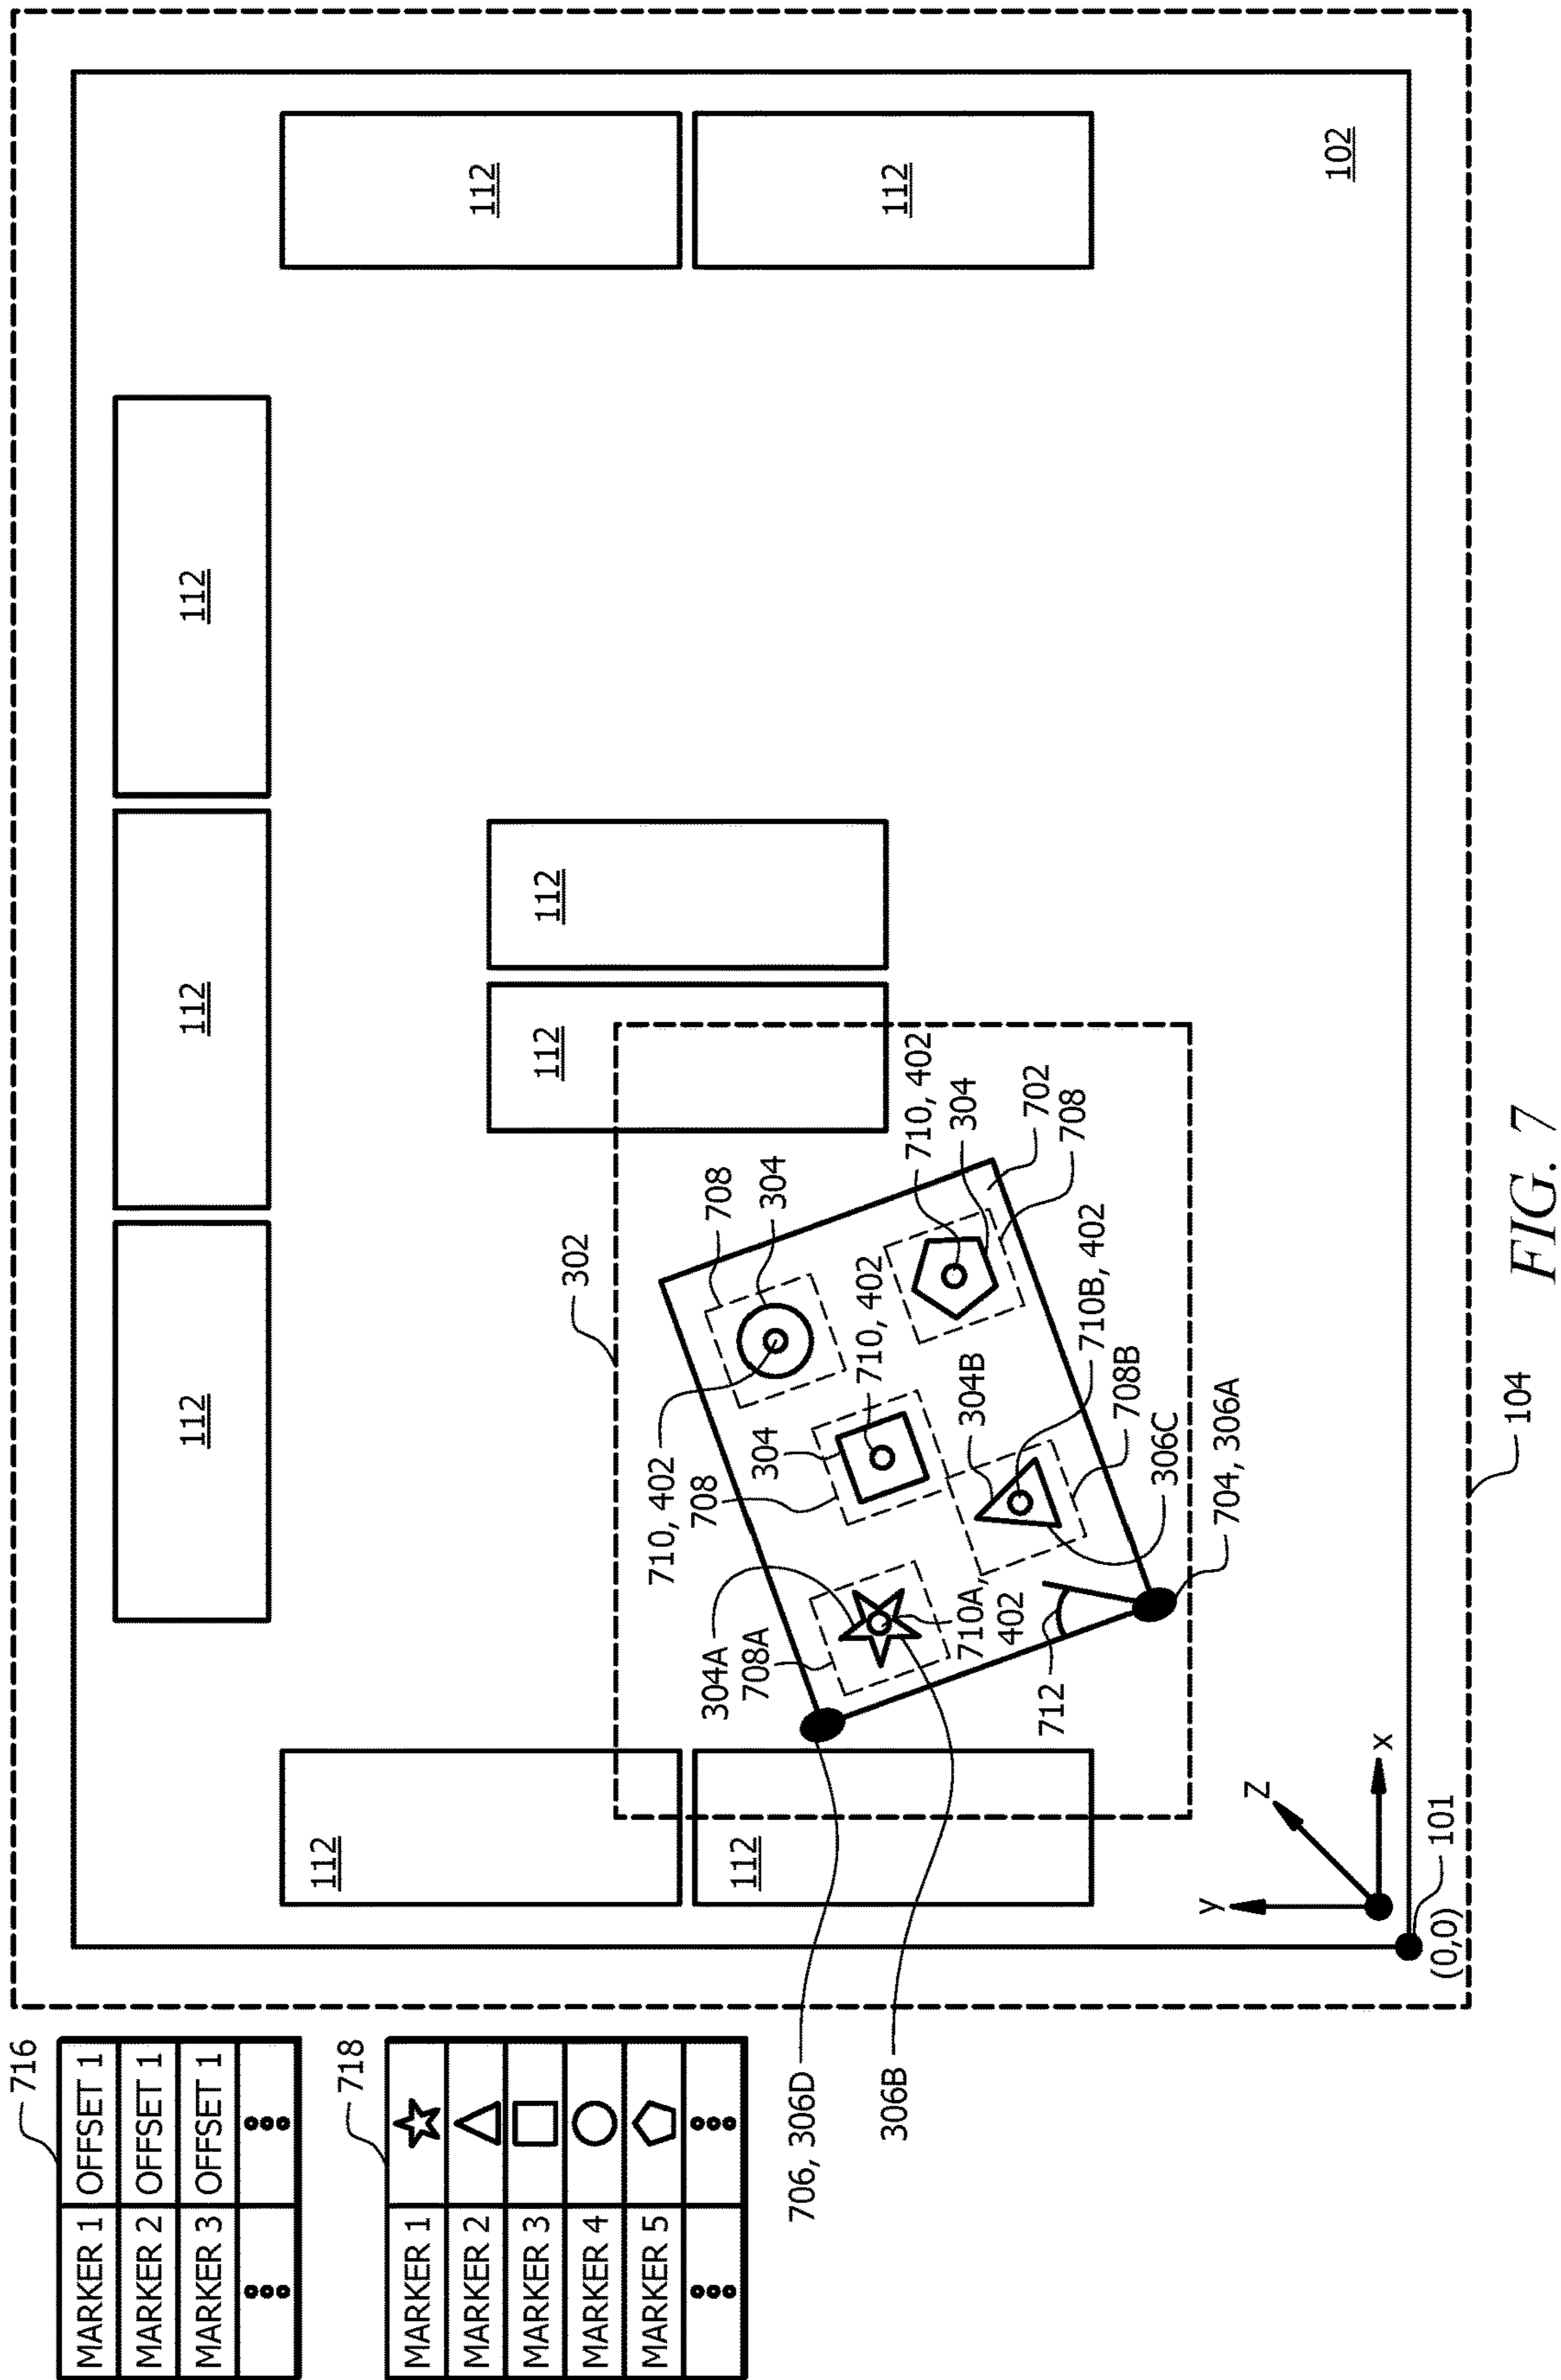 716
MARKER 1 OFFSET 1
MARKER 2 OFFSET 1
MARKER 3 OFFSET 1
718
MARKER 1
MARKER 2
MARKER 3
MARKER 4
MARKER 5
706, 306D
306B
112
112
112
112
112
112
112
112
112
102
302
304A
708A
710A,
402
710, 402
708
304
710, 402
708
304
304B
710B, 402
708B
306C
710, 402
304
702
708
712
704, 306A
y
Z
x
101
(0,0)
104
FIG. 7